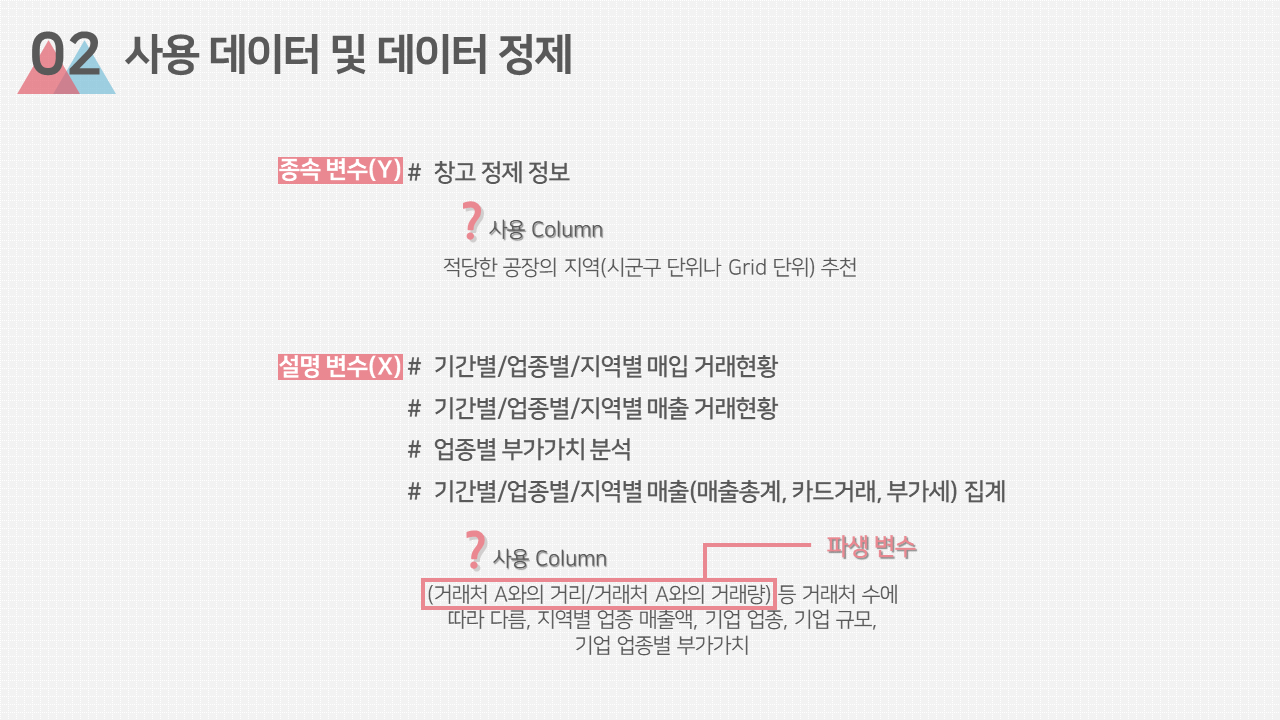 02 사용 데이터 및 데이터 정제
종속 변수(Y) # 창고 정제 정보
? 사용 Column
적당한 공장의 지역(시군구 단위나 Grid 단위) 추천
설명 변수(X) # 기간별/업종별/지역별 매입 거래현황
# 기간별/업종별/지역별 매출 거래현황
# 업종별 부가가치 분석
# 기간별/업종별/지역별 매출(매출총계, 카드거래, 부가세) 집계
? 사용 Column
파생 변수
(거래처 A와의 거리/거래처 A와의 거래량) 등 거래처 수에
따라 다름, 지역별 업종 매출액, 기업 업종, 기업 규모,
기업 업종별 부가가치